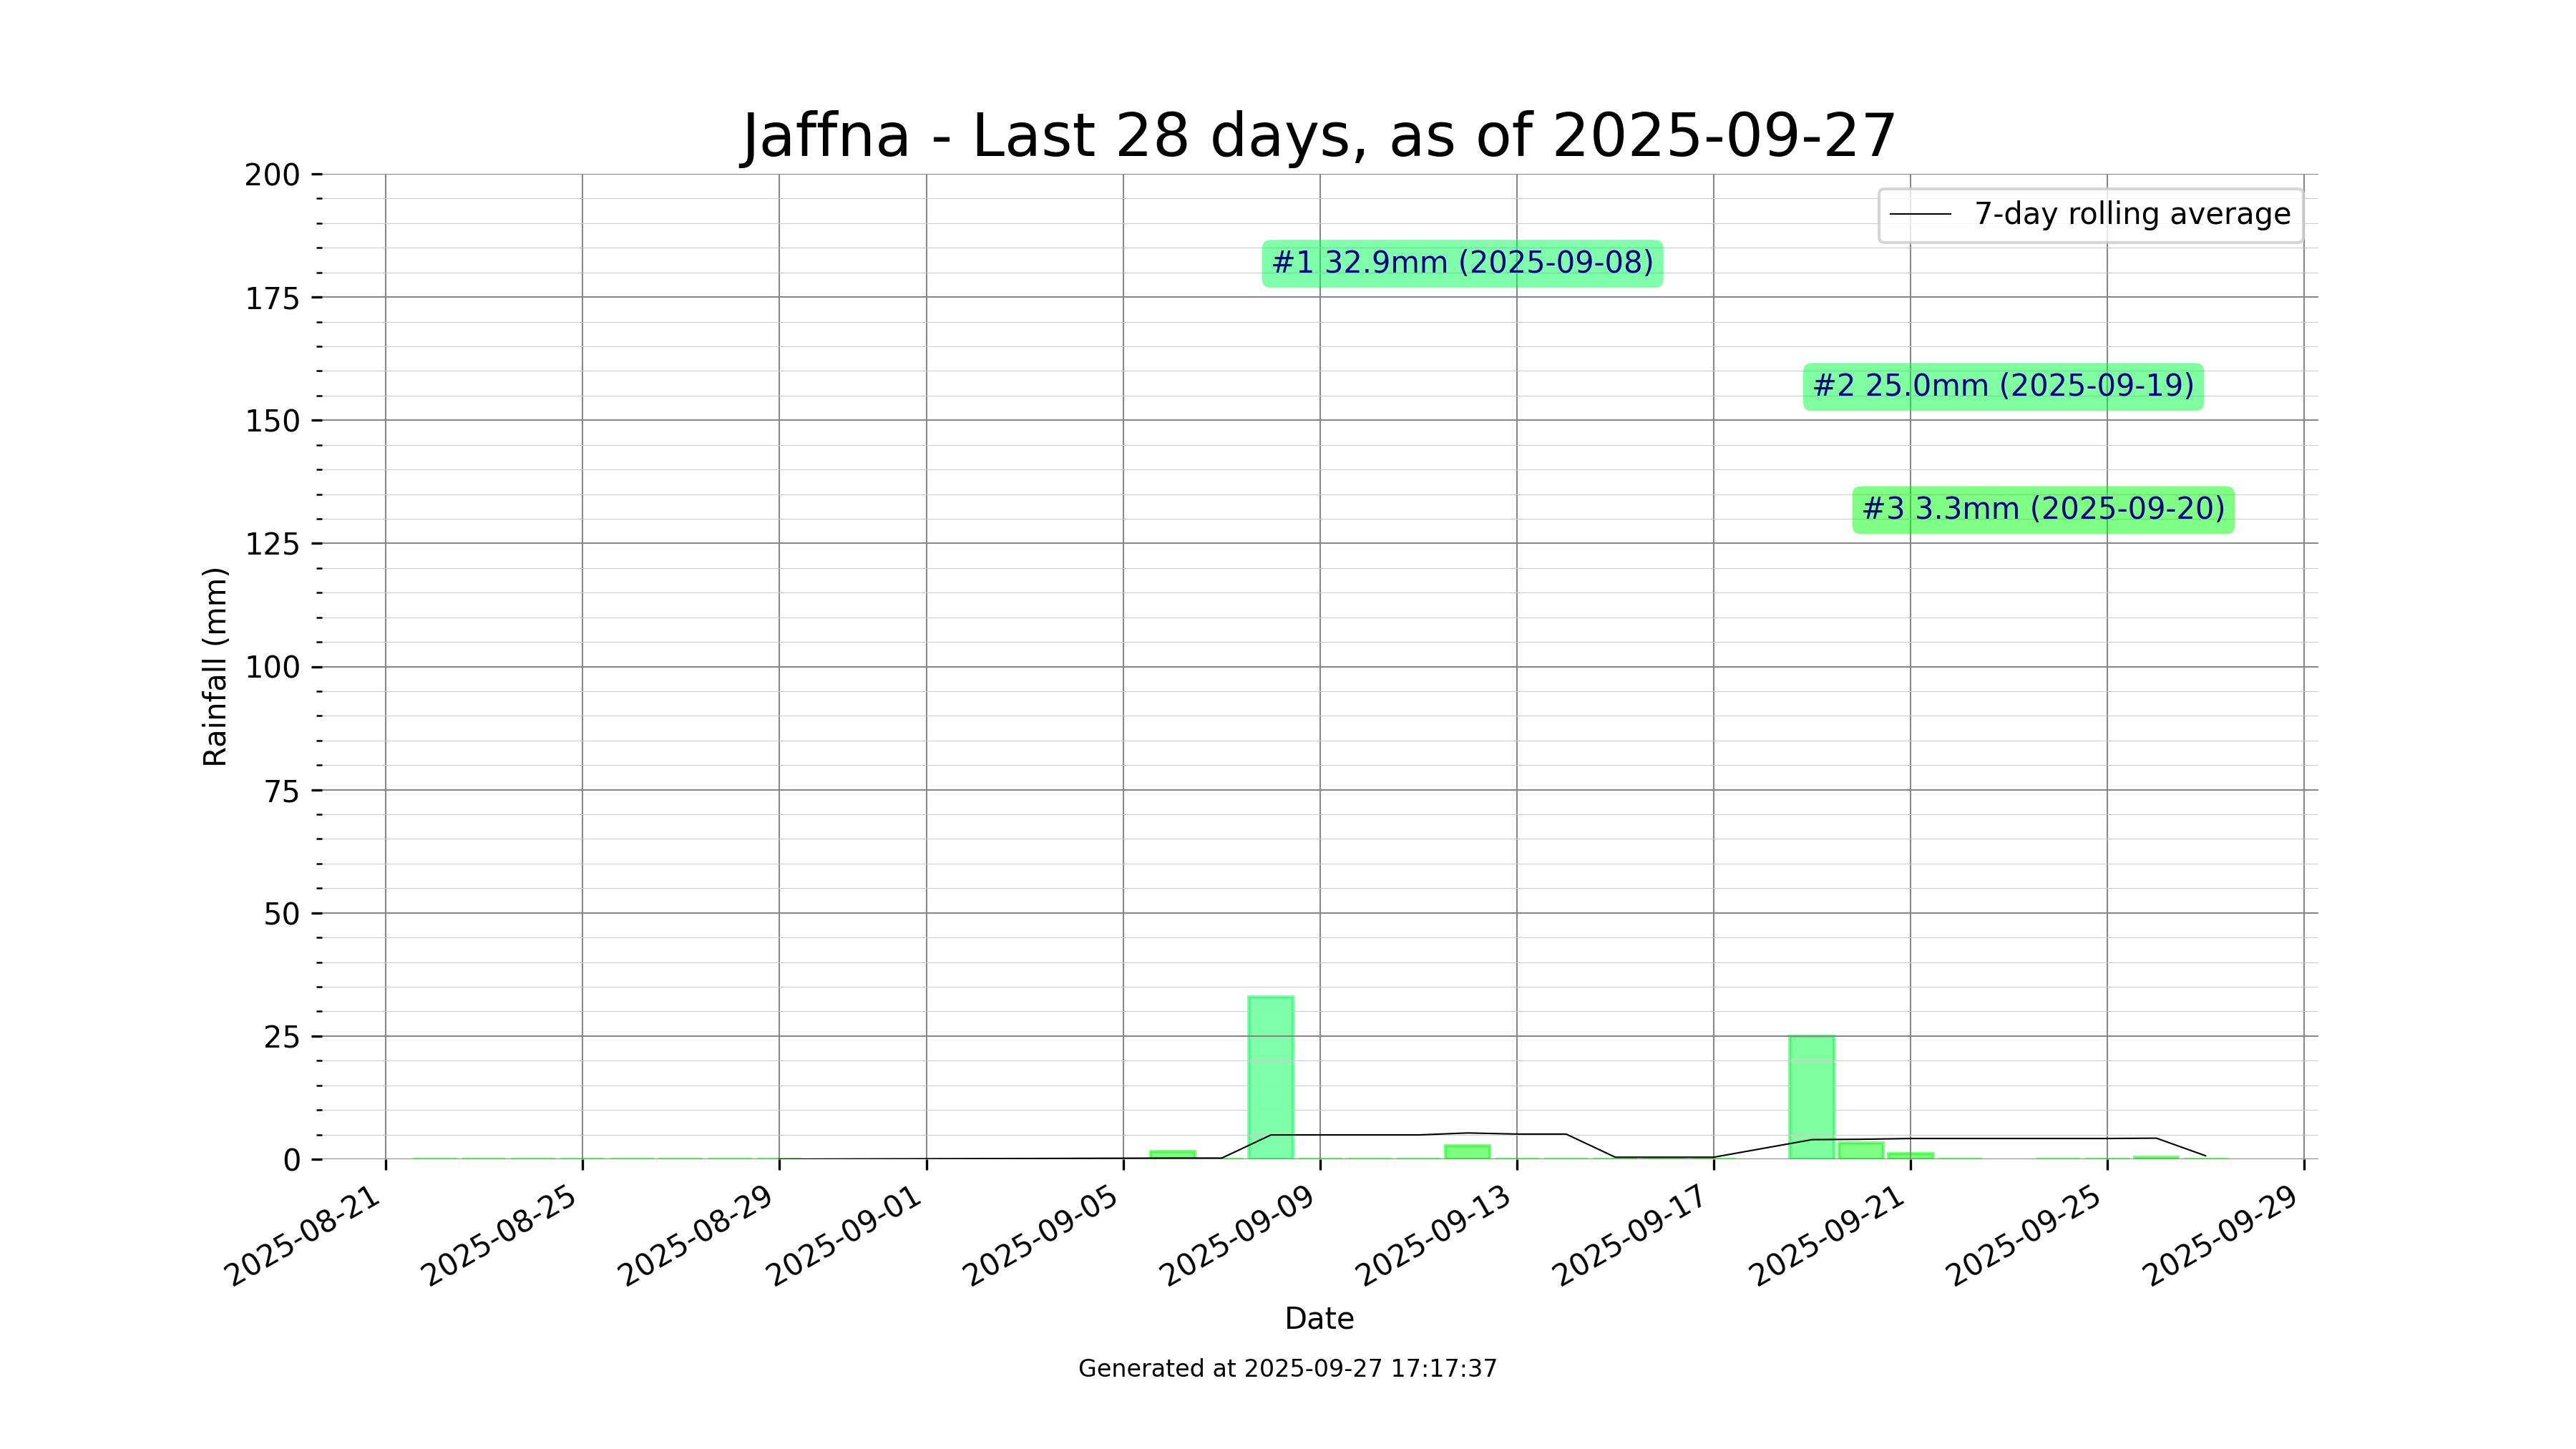 Jaffna - Last 28 days, as of 2025-09-27
200
175
150
125
100
75
50
25
0
Rainfall (mm)
7-day rolling average
#1 32.9mm (2025-09-08)
#2 25.0mm (2025-09-19)
#3 3.3mm (2025-09-20)
2025-08-21
2025-08-25
2025-08-29
2025-09-01
2025-09-05
2025-09-09
2025-09-13
2025-09-17
2025-09-21
2025-09-25
2025-09-29
Date
Generated at 2025-09-27 17:17:37